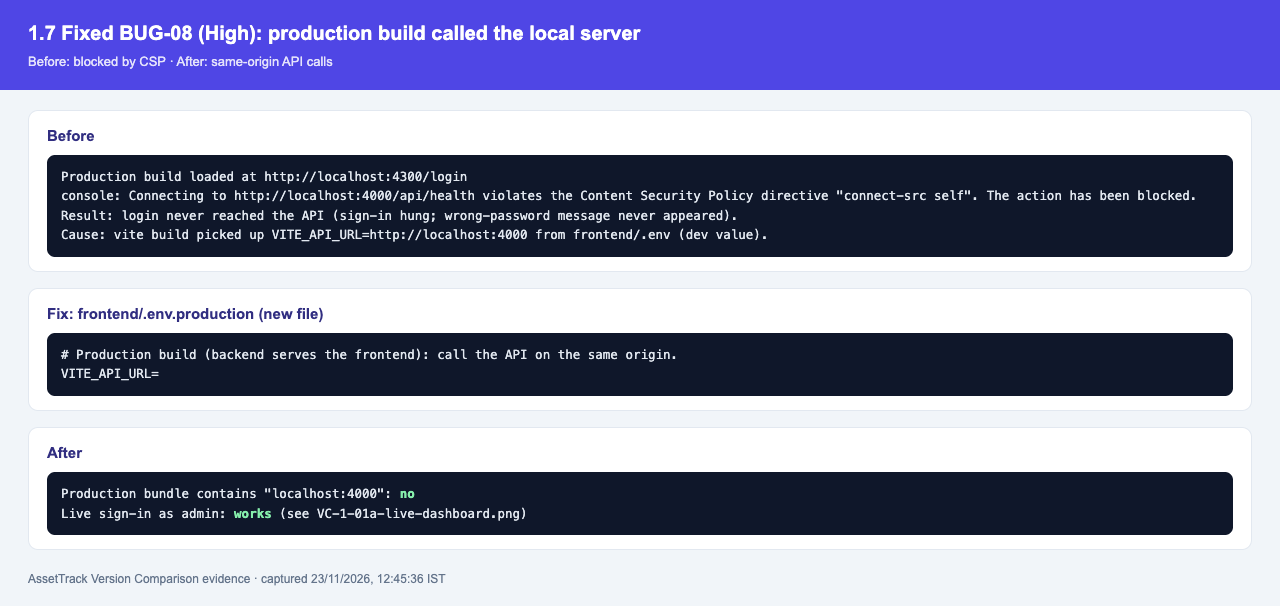 1.7 Fixed BUG-08 (High): production build called the local server
Before: blocked by CSP · After: same-origin API calls
Before
Production build loaded at http://localhost:4300/login
console: Connecting to http://localhost:4000/api/health violates the Content Security Policy directive "connect-src self". The action has been blocked.
Result: login never reached the API (sign-in hung; wrong-password message never appeared).
Cause: vite build picked up VITE_API_URL=http://localhost:4000 from frontend/.env (dev value).
Fix: frontend/.env.production (new file)
# Production build (backend serves the frontend): call the API on the same origin.
VITE_API_URL=
After
Production bundle contains "localhost:4000": no
Live sign-in as admin: works (see VC-1-01a-live-dashboard.png)
AssetTrack Version Comparison evidence · captured 23/11/2026, 12:45:36 IST